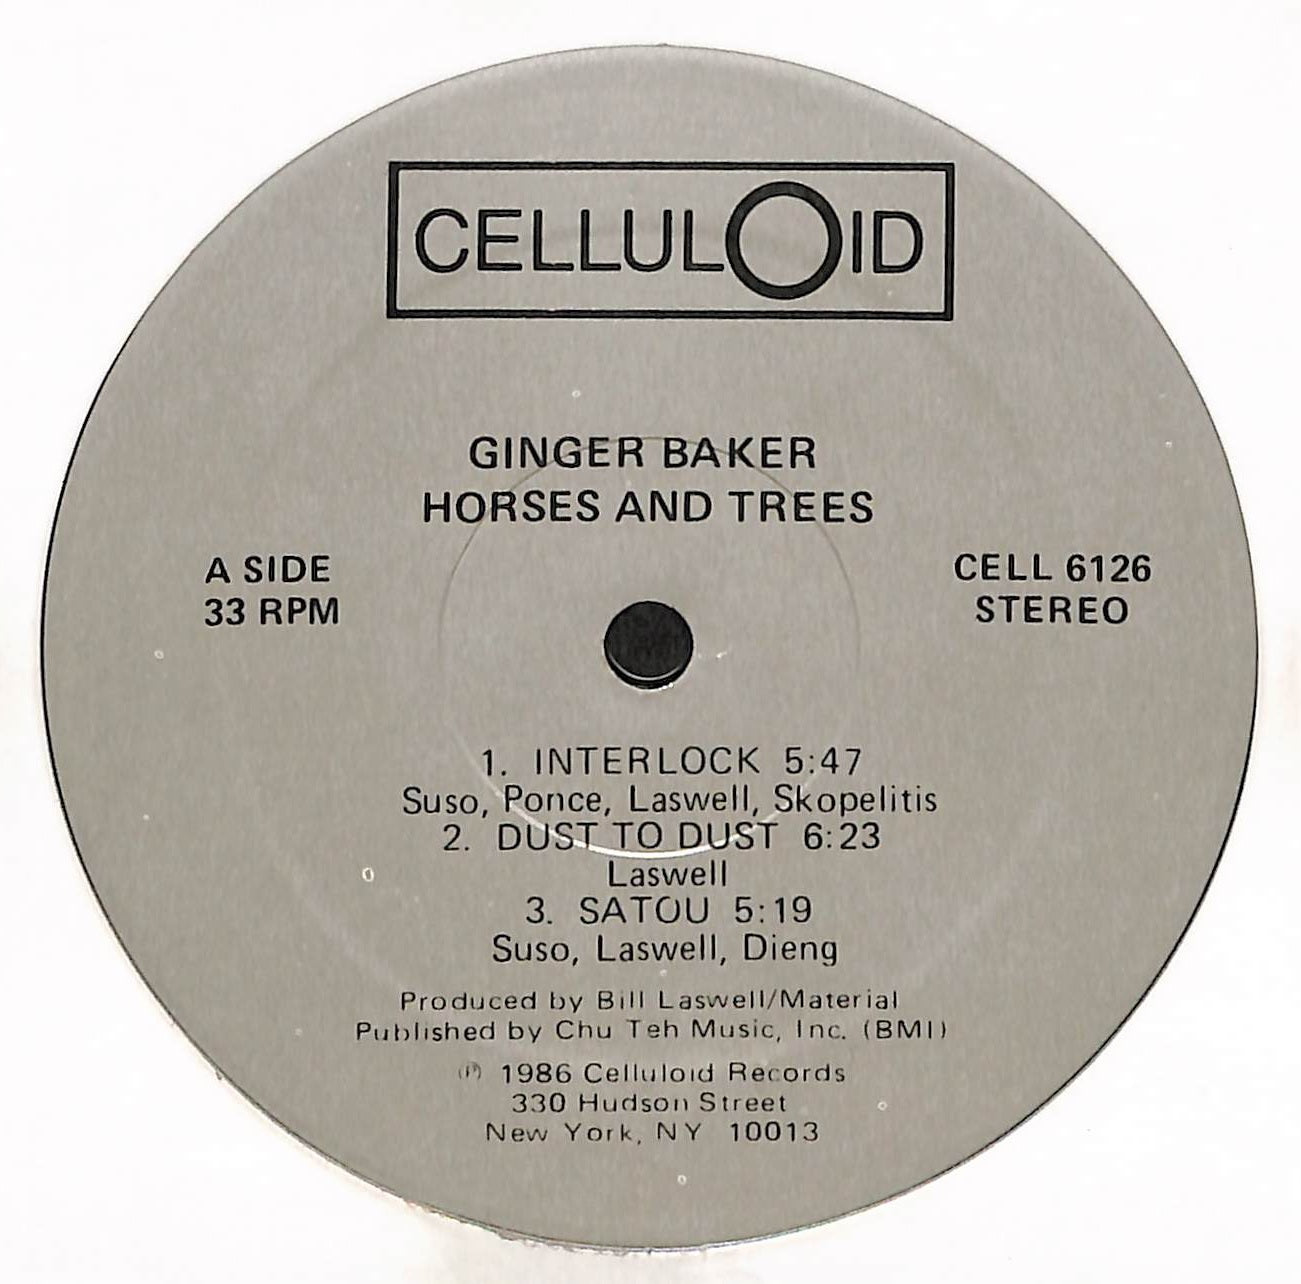 CELLULOID
GINGER BAKER
HORSES AND TREES
A SIDE
33 RPM
CELL 6126
STEREO
1. INTERLOCK 5:47
Suso, Ponce, Laswell, Skopelitis
2. DUST TO DUST 6:23
Laswell
3. SATOU 5:19
Suso, Laswell, Dieng
Produced by Bill Laswell/Material
Published by Chu Teh Music, Inc. (BMI)
℗ 1986 Celluloid Records
330 Hudson Street
New York, NY 10013